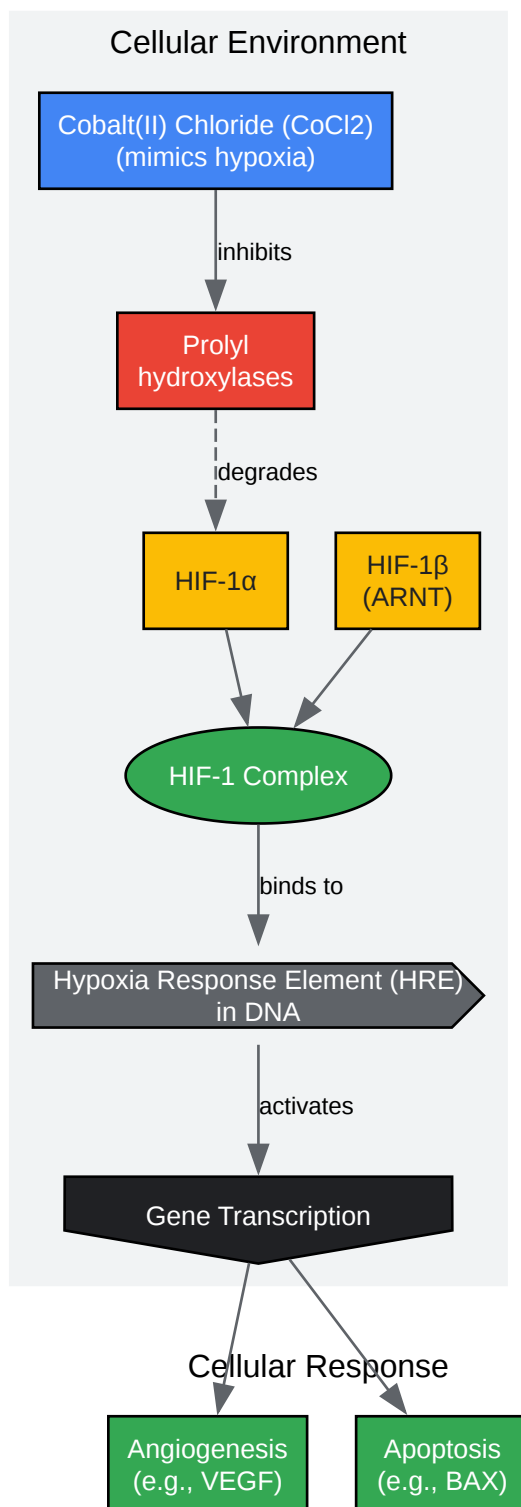 Cellular Environment
Cobalt(II) Chloride (CoCl2)
(mimics hypoxia)
inhibits
Prolyl
hydroxylases
degrades
HIF-1α
HIF-1β
(ARNT)
HIF-1 Complex
binds to
Hypoxia Response Element (HRE)
in DNA
activates
Gene Transcription
Cellular Response
Angiogenesis
(e.g., VEGF)
Apoptosis
(e.g., BAX)